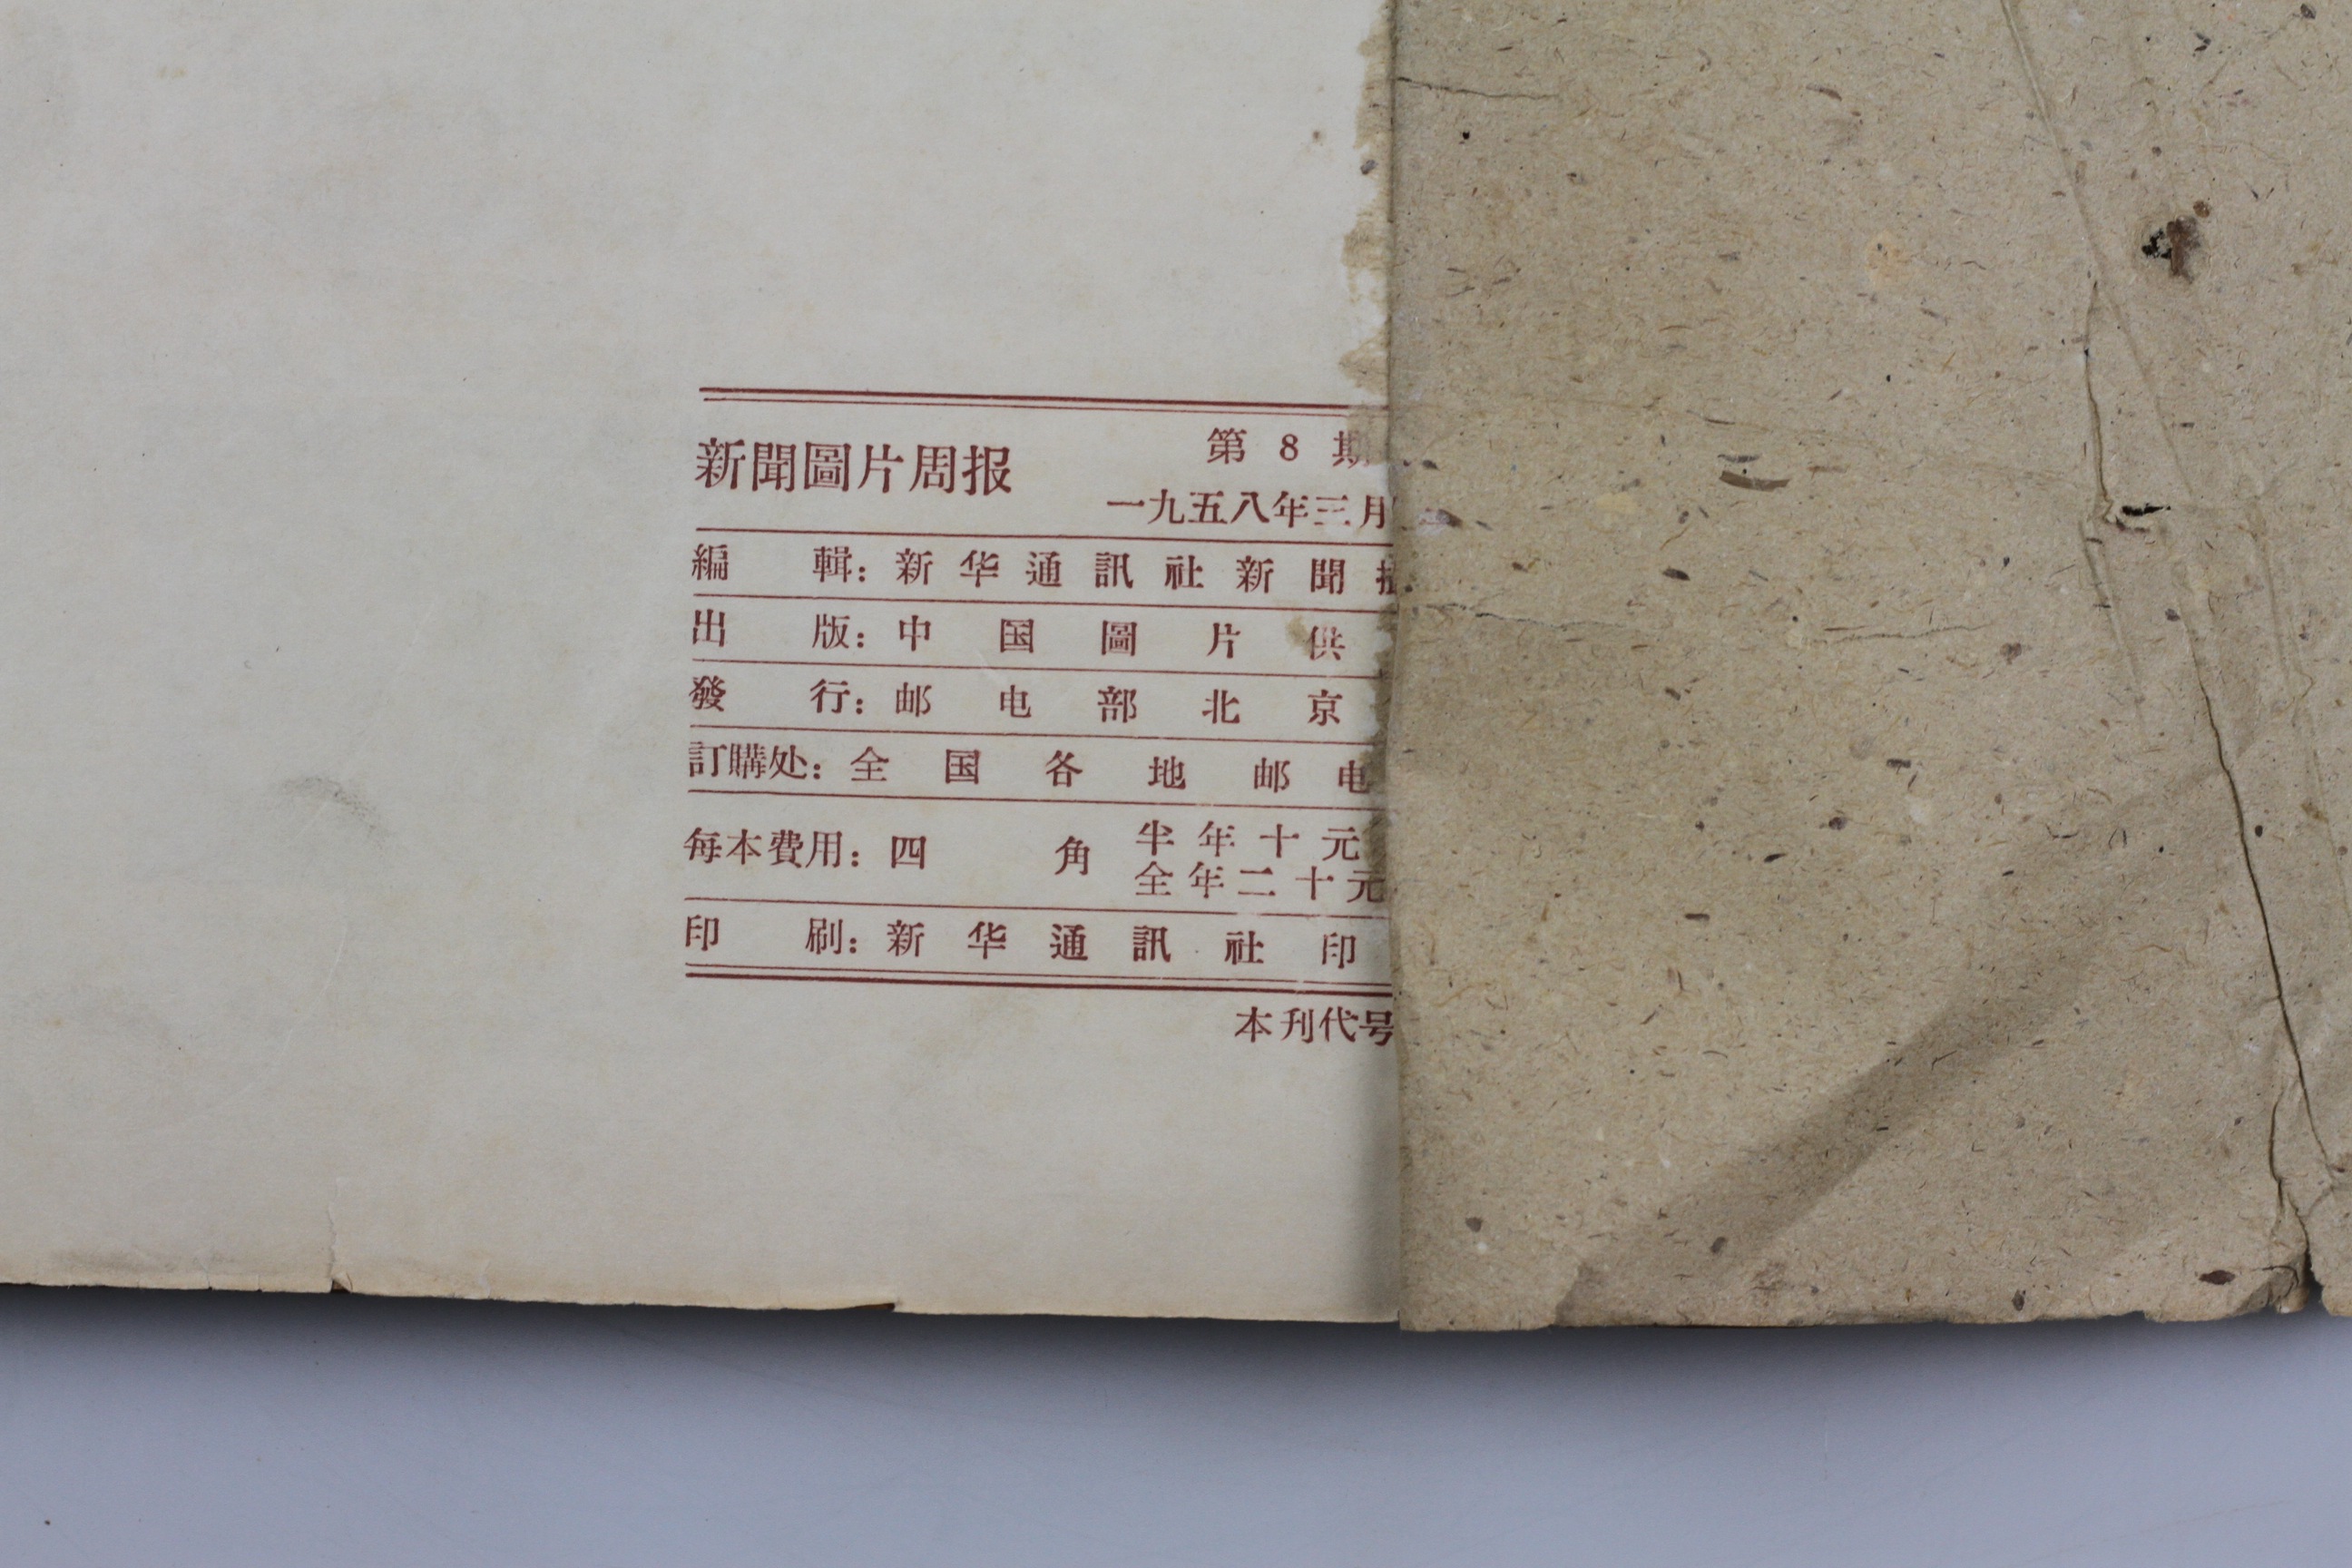 第 8 期
新聞圖片周报
一九五八年三月
編輯：新华通訊社新聞
出版：中国圖片供
發行：邮电部北京
訂購处：全国各地邮电
每本費用：四角 半年十元
全年二十元
印刷：新华通訊社印
本刊代号